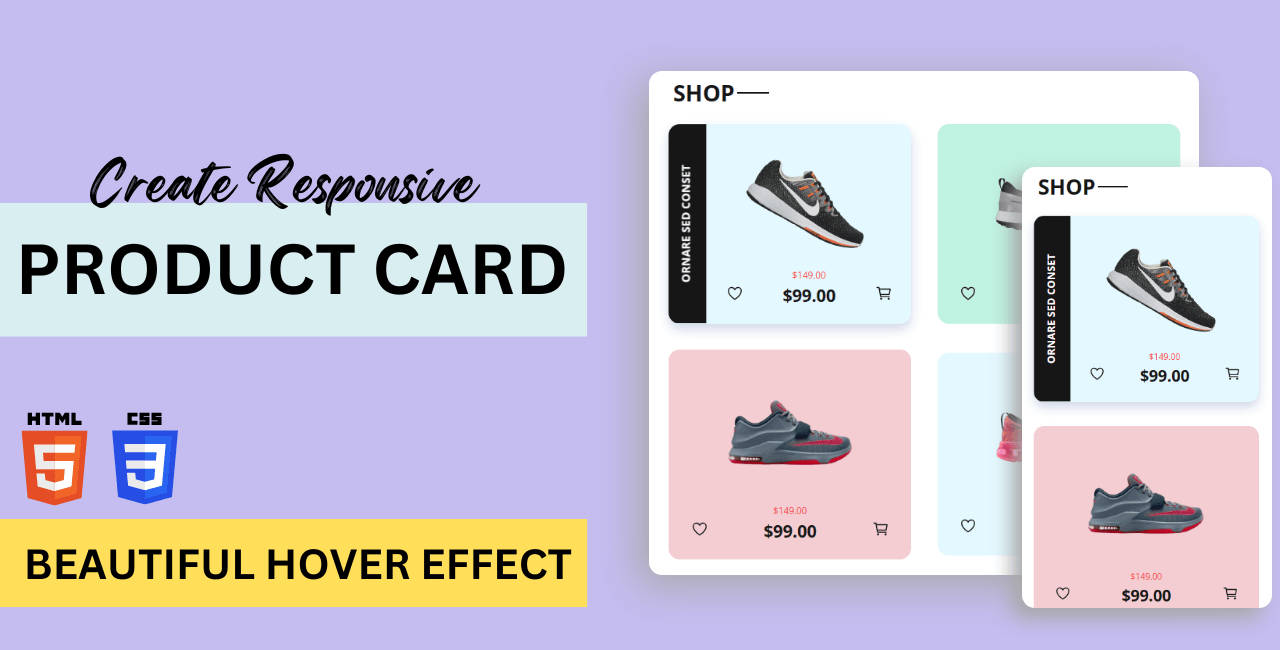 Create Responsive
PRODUCT CARD
HTML
5
CSS
3
BEAUTIFUL HOVER EFFECT
SHOP
ORNARE SED CONSET
$149.00
$99.00
$149.00
$99.00
SHOP
ORNARE SED CONSET
$149.00
$99.00
$149.00
$99.00